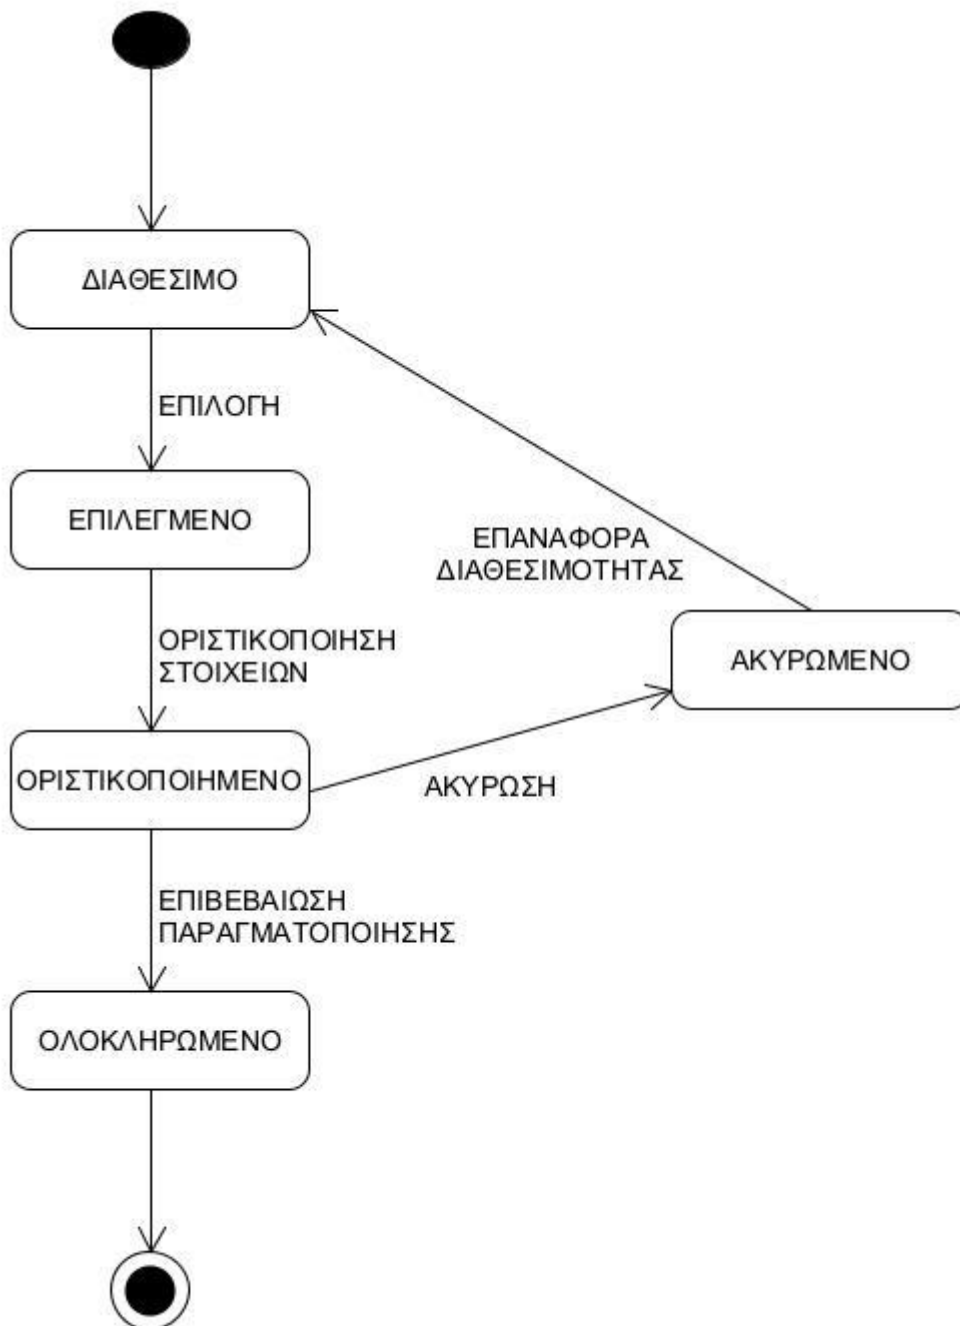 ΔΙΑΘΕΣΙΜΟ
ΕΠΙΛΟΓΗ
ΕΠΙΛΕΓΜΕΝΟ
ΕΠΑΝΑΦΟΡΑ
ΔΙΑΘΕΣΙΜΟΤΗΤΑΣ
ΟΡΙΣΤΙΚΟΠΟΙΗΣΗ
ΣΤΟΙΧΕΙΩΝ
ΑΚΥΡΩΜΕΝΟ
ΟΡΙΣΤΙΚΟΠΟΙΗΜΕΝΟ
ΑΚΥΡΩΣΗ
ΕΠΙΒΕΒΑΙΩΣΗ
ΠΑΡΑΓΜΑΤΟΠΟΙΗΣΗΣ
ΟΛΟΚΛΗΡΩΜΕΝΟ